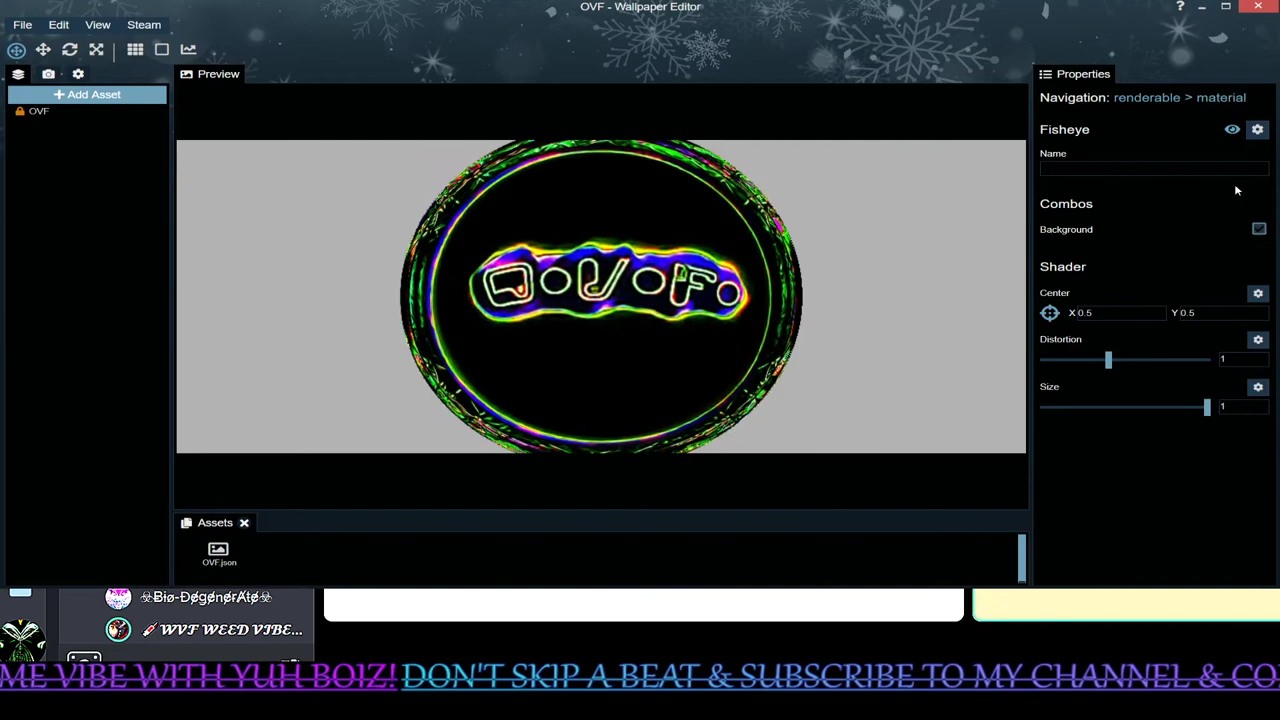 OVF - Wallpaper Editor
File Edit View Steam
Preview
Properties
+ Add Asset
OVF
Navigation: renderable > material
Fisheye
Name
Combos
Background
Shader
Center
X 0.5 Y 0.5
Distortion
1
Size
1
Assets
OVF.json
☣Biø-DøgønørAtø☣
WVF WEED VIBE...
ME VIBE WITH YUH BOIZ! DON'T SKIP A BEAT & SUBSCRIBE TO MY CHANNEL & CO